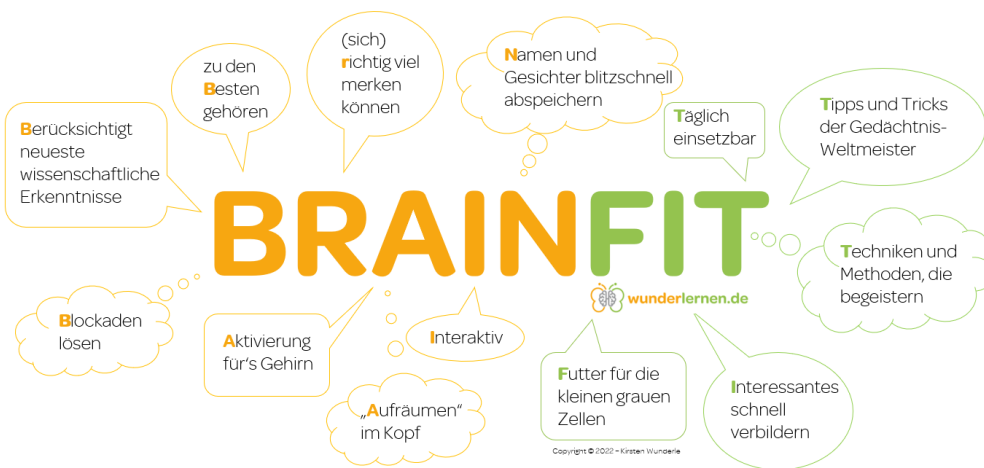 (sich)
richtig viel
merken
können
zu den
Besten
gehören
Namen und
Gesichter blitzschnell
abspeichern
Täglich
einsetzbar
Tipps und Tricks
der Gedächtnis-
Weltmeister
Berücksichtigt
neueste
wissenschaftliche
Erkenntnisse
BRAINFIT
wunderlernen.de
Techniken und
Methoden, die
begeistern
Blockaden
lösen
Aktivierung
für‘s Gehirn
Interaktiv
„Aufräumen“
im Kopf
Futter für die
kleinen grauen
Zellen
Interessantes
schnell
verbildern
Copyright © 2022 – Kirsten Wunderle